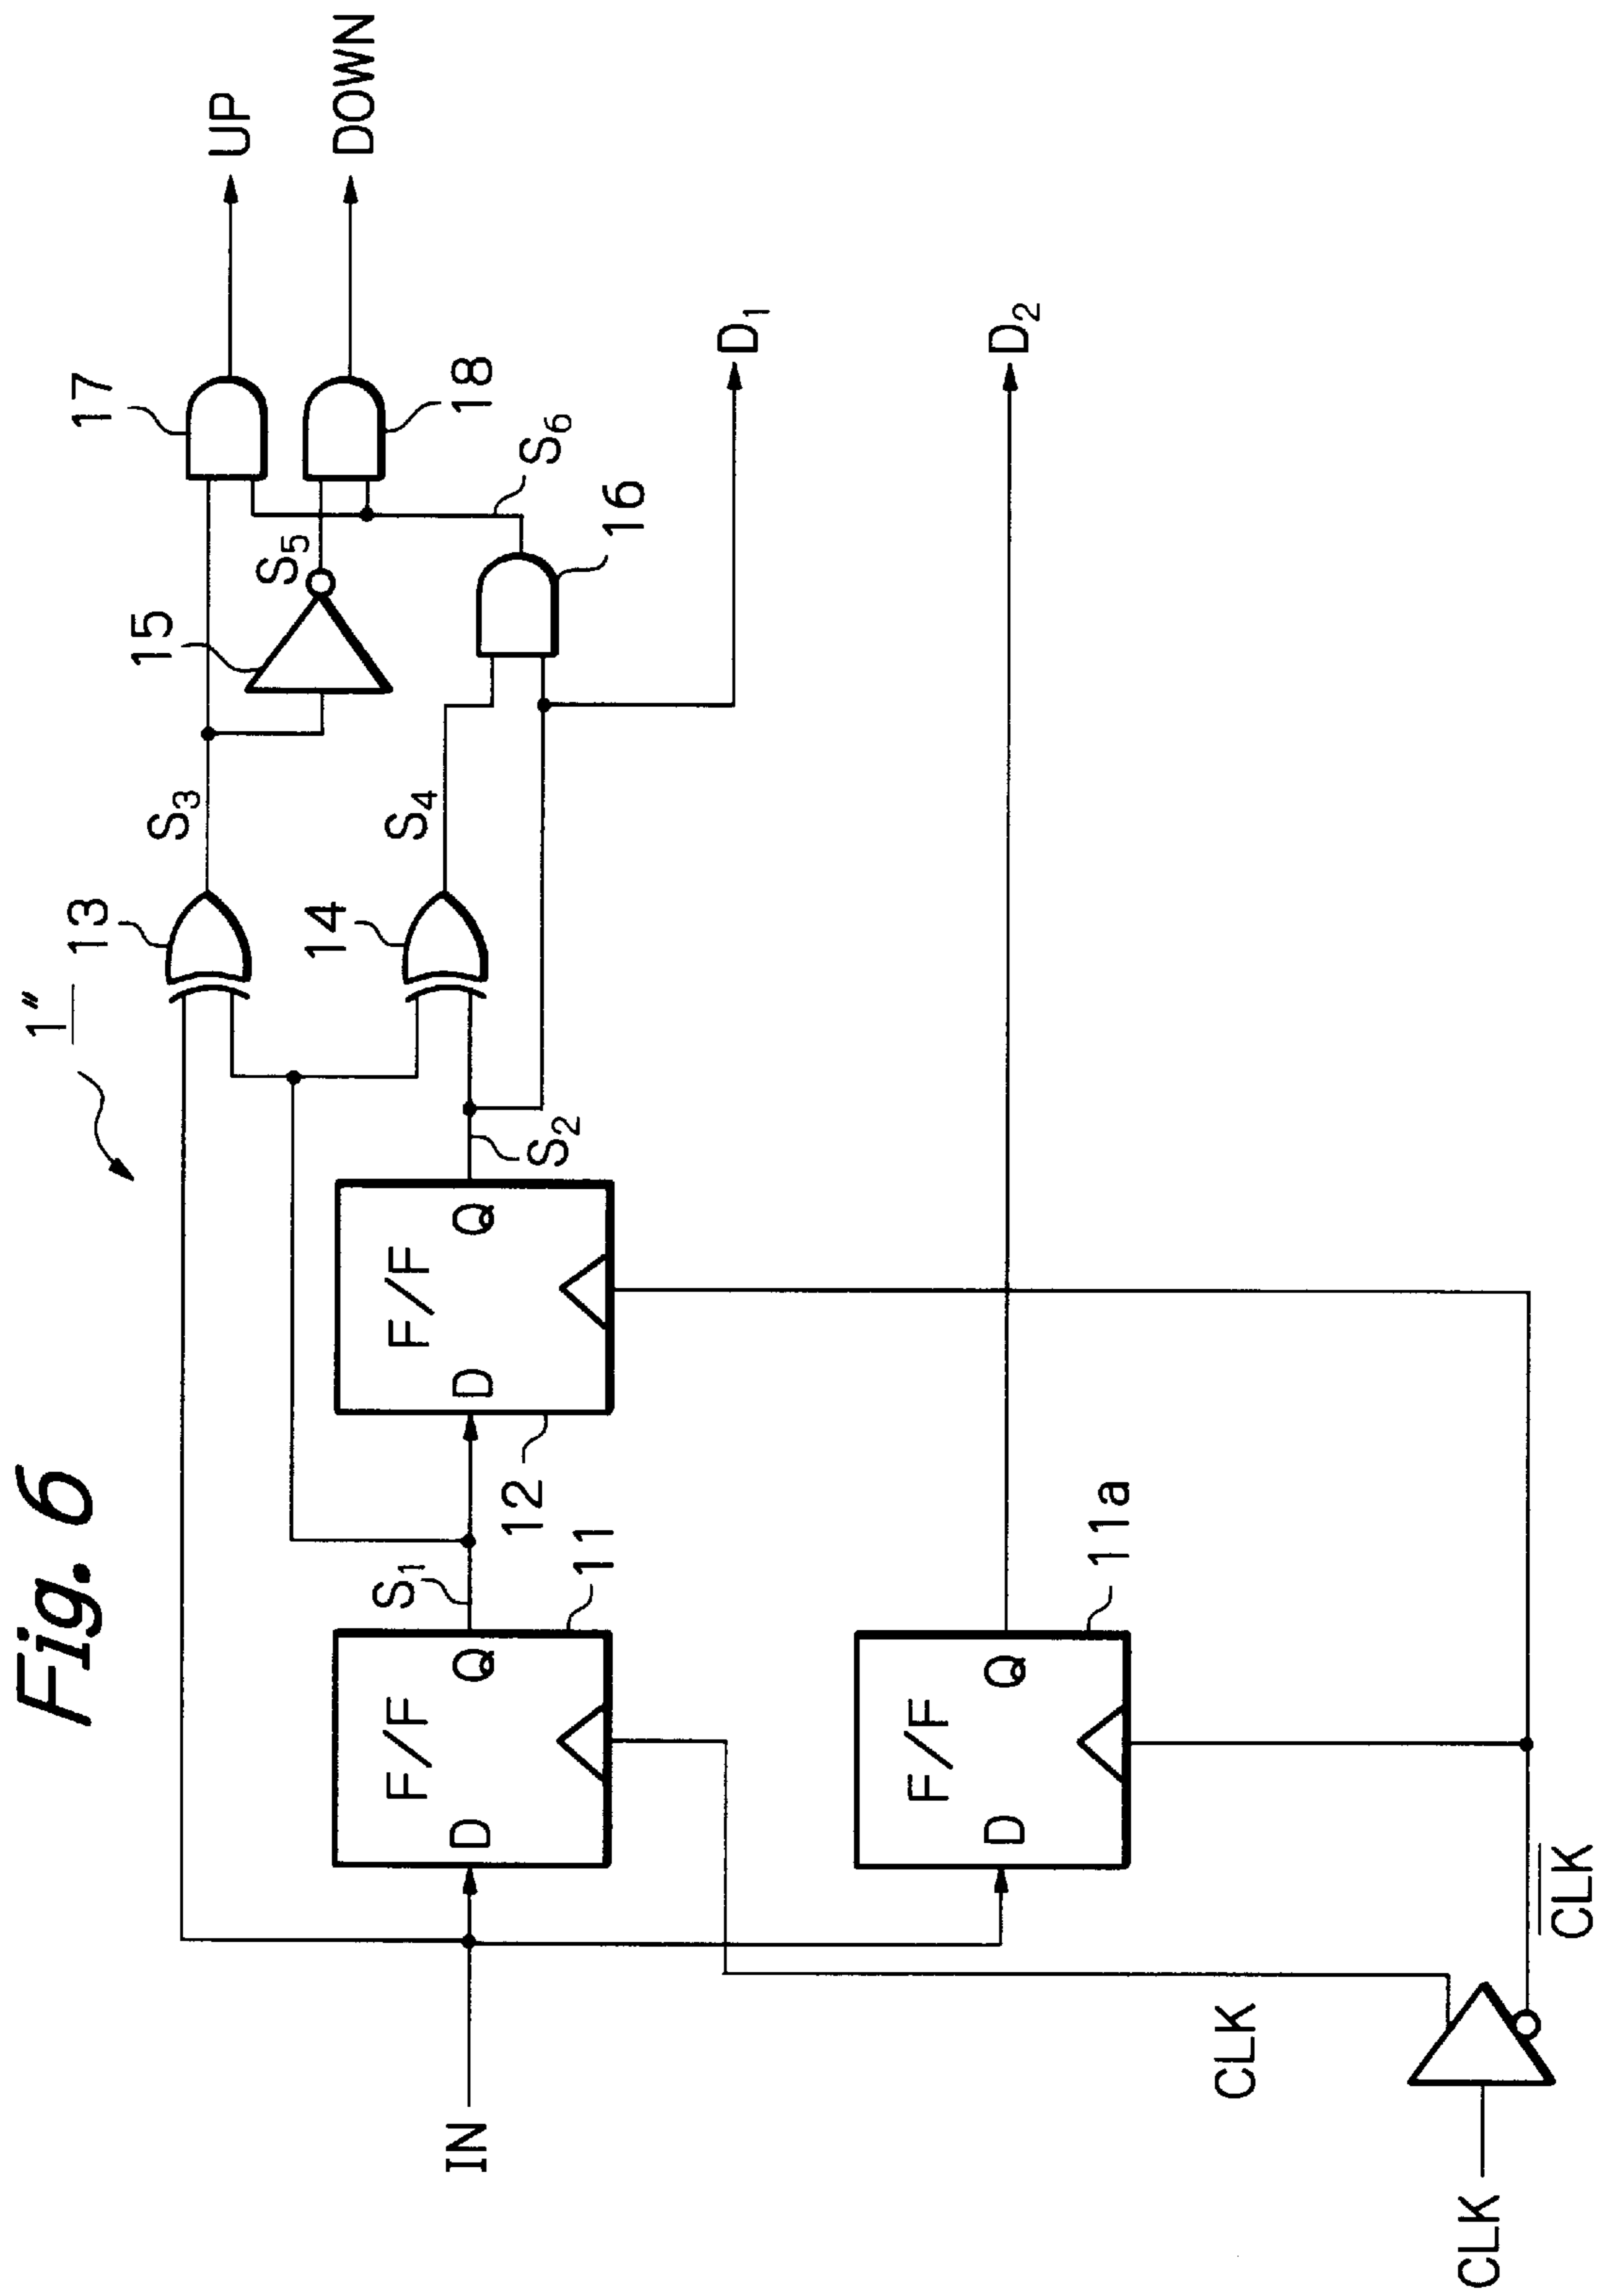 Fig. 6
1"
UP
DOWN
17
18
S5
S6
15
16
S3
S4
13
14
D1
D2
S2
F/F
D
Q
12
S1
F/F
D
Q
11
F/F
D
Q
11a
IN
CLK
CLK
C̅L̅K̅